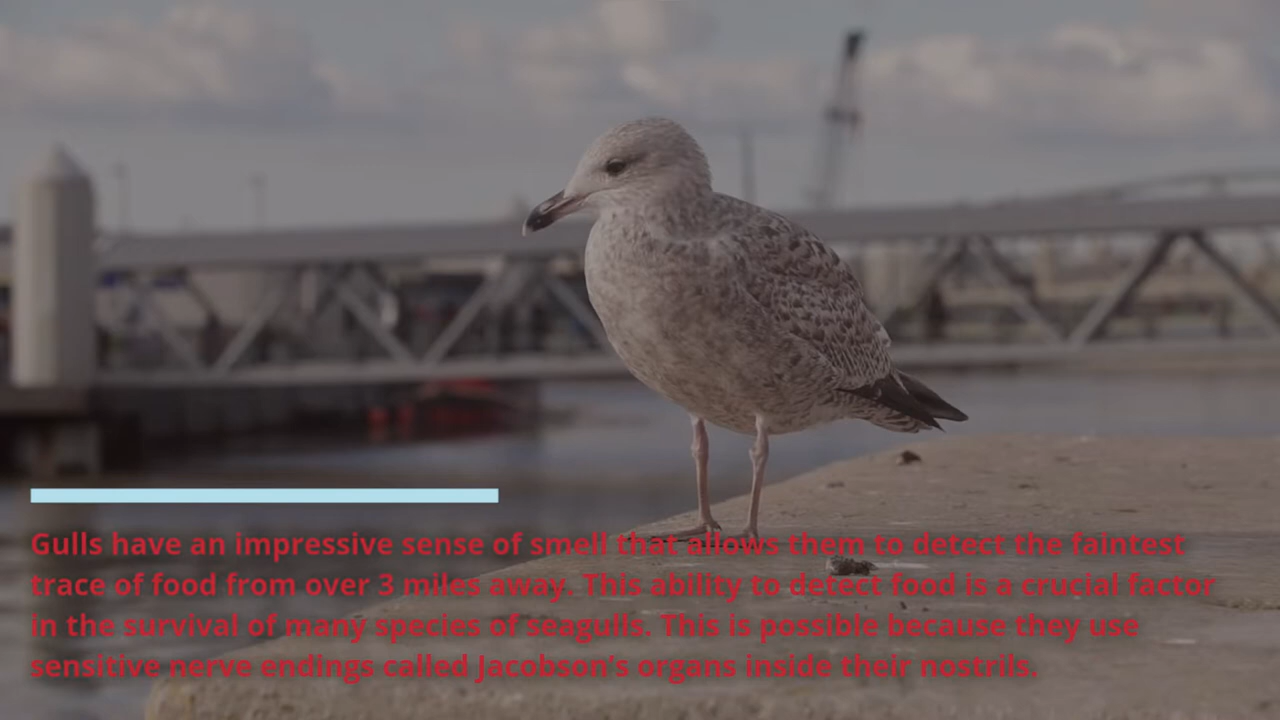 Gulls have an impressive sense of smell that allows them to detect the faintest
trace of food from over 3 miles away. This ability to detect food is a crucial factor
in the survival of many species of seagulls. This is possible because they use
sensitive nerve endings called Jacobson's organs inside their nostrils.